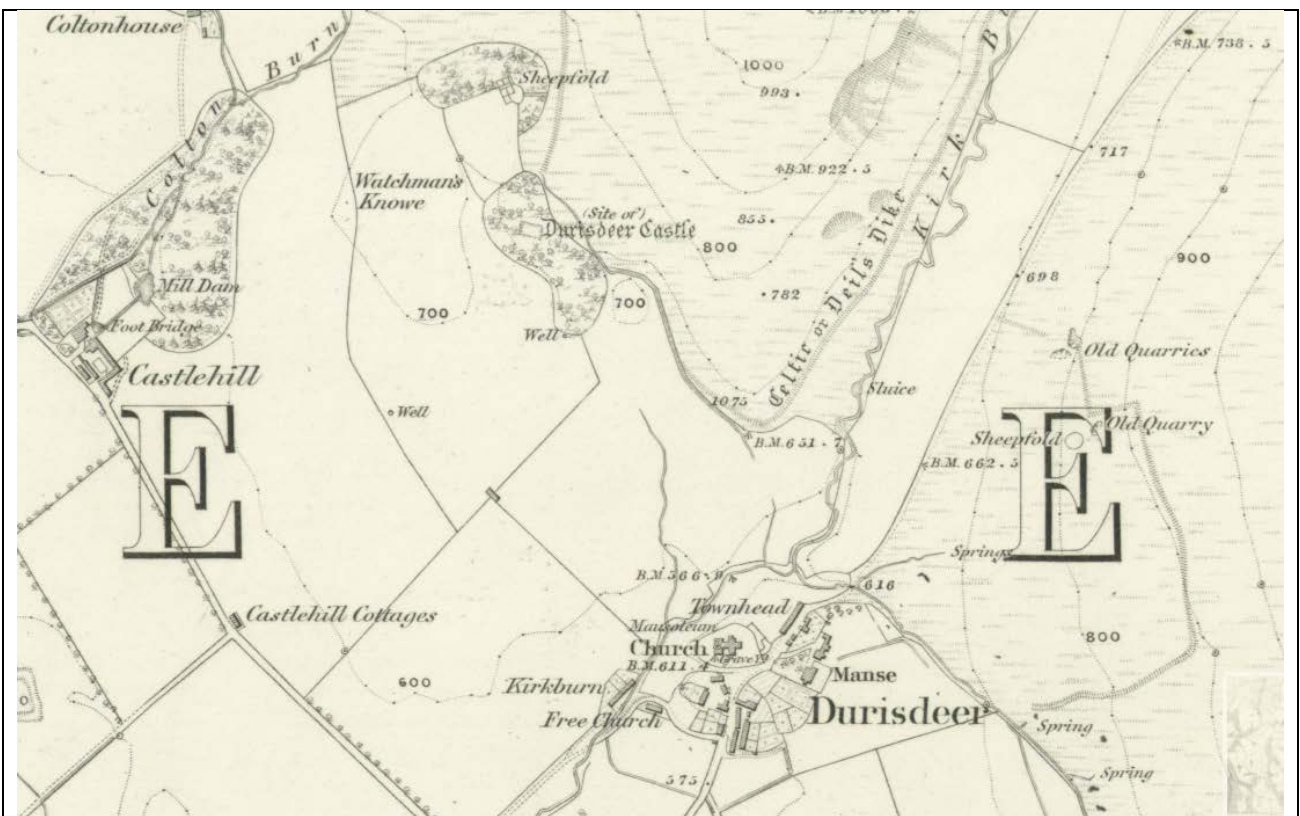 Coltonhouse
B.M. 738. 5
Colton Burn
Sheepfold
1000
993.
717
B.M. 922. 5
Watchman's
Knowe
(Site of)
Durisdeer Castle
855.
800
Celtic or Deil's Dike
Kirk
900
698
.782
Mill Dam
700
700
Foot Bridge
Well
Old Quarries
Castlehill
Sluice
1075
Well
Old Quarry
Sheepfold
B.M. 651. 7
B.M. 662. 5
E
E
Springs
B.M. 566. 9
616
Townhead
Castlehill Cottages
Mausoleum
800
Church
Grave Yd.
B.M. 611. 4
Manse
600
Kirkburn
Durisdeer
Free Church
Spring
575.
Spring